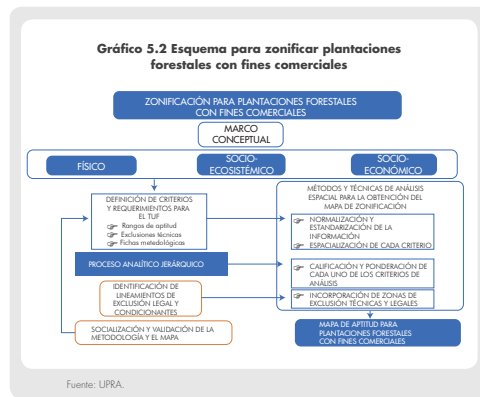 Gráfico 5.2 Esquema para zonificar plantaciones
forestales con fines comerciales
ZONIFICACIÓN PARA PLANTACIONES FORESTALES
CON FINES COMERCIALES
MARCO
CONCEPTUAL
FÍSICO
SOCIO-
ECOSISTÉMICO
SOCIO-
ECONÓMICO
DEFINICIÓN DE CRITERIOS
Y REQUERIMIENTOS PARA
EL TUF
Rangos de aptitud
Exclusiones técnicas
Fichas metodológicas
PROCESO ANALÍTICO JERÁRQUICO
IDENTIFICACIÓN DE
LINEAMIENTOS DE
EXCLUSIÓN LEGAL Y
CONDICIONANTES
SOCIALIZACIÓN Y VALIDACIÓN DE LA
METODOLOGÍA Y EL MAPA
MÉTODOS Y TÉCNICAS DE ANÁLISIS
ESPACIAL PARA LA OBTENCIÓN DEL
MAPA DE ZONIFICACIÓN
NORMALIZACIÓN Y
ESTANDARIZACIÓN DE LA
INFORMACIÓN
ESPACIALIZACIÓN DE CADA CRITERIO
CALIFICACIÓN Y PONDERACIÓN DE
CADA UNO DE LOS CRITERIOS DE
ANÁLISIS
INCORPORACIÓN DE ZONAS DE
EXCLUSIÓN TÉCNICAS Y LEGALES
MAPA DE APTITUD PARA
PLANTACIONES FORESTALES
CON FINES COMERCIALES
Fuente: UPRA.